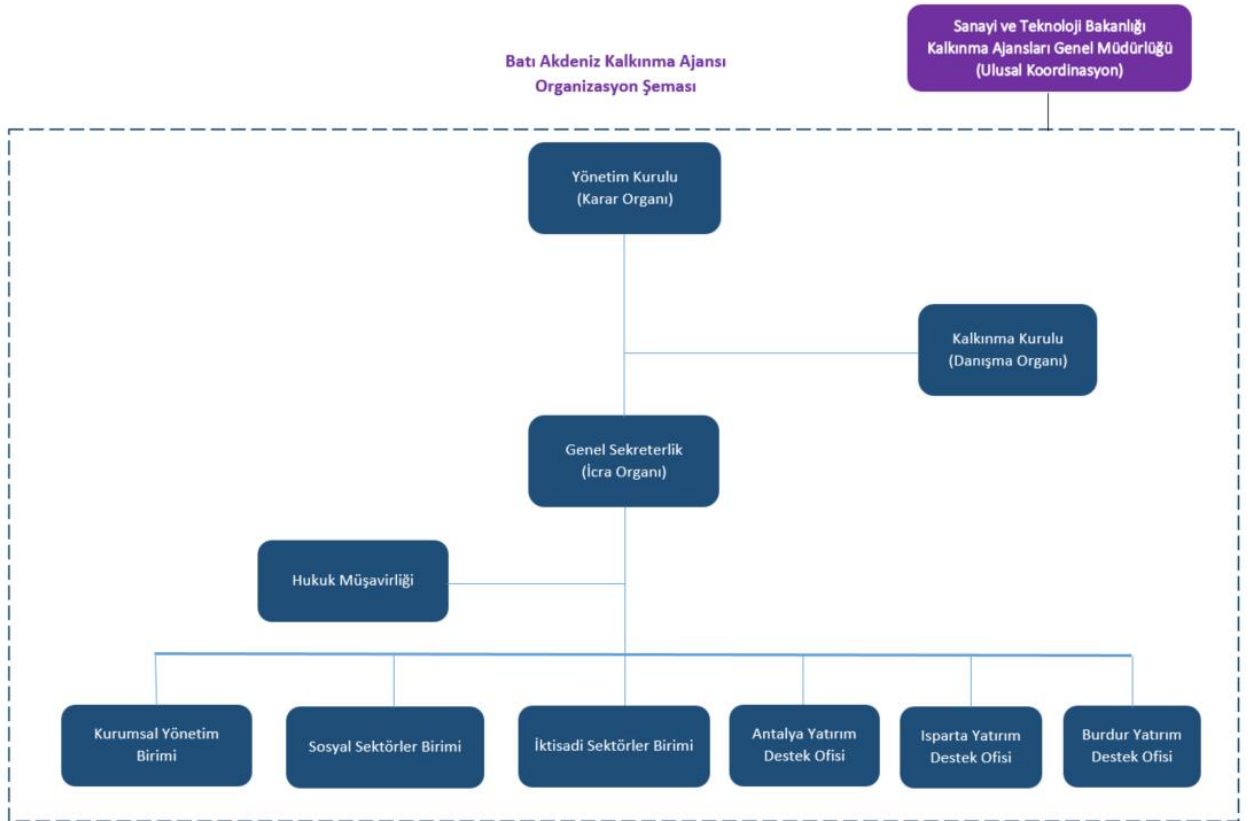 Sanayi ve Teknoloji Bakanlığı
Kalkınma Ajansları Genel Müdürlüğü
(Ulusal Koordinasyon)
Batı Akdeniz Kalkınma Ajansı
Organizasyon Şeması
Yönetim Kurulu
(Karar Organı)
Kalkınma Kurulu
(Danışma Organı)
Genel Sekreterlik
(İcra Organı)
Hukuk Müşavirliği
Kurumsal Yönetim
Birimi
Sosyal Sektörler Birimi
İktisadi Sektörler Birimi
Antalya Yatırım
Destek Ofisi
Isparta Yatırım
Destek Ofisi
Burdur Yatırım
Destek Ofisi